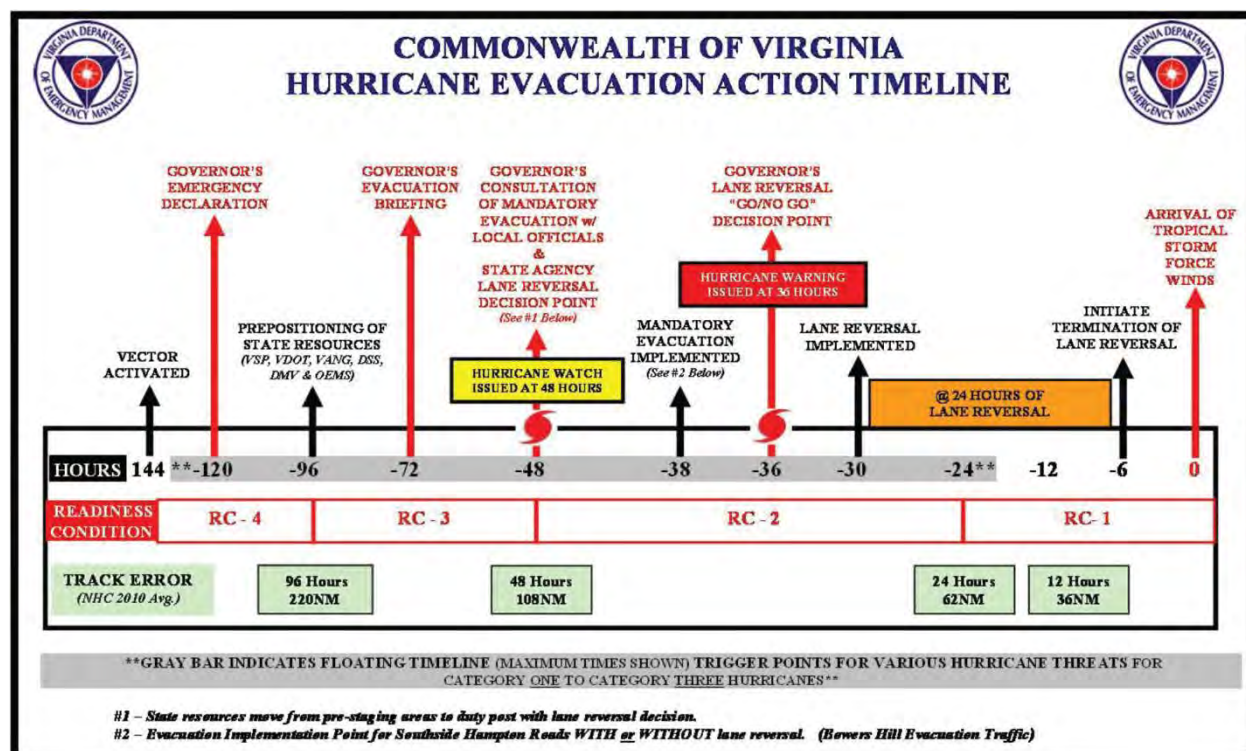 VIRGINIA DEPARTMENT
OF EMERGENCY MANAGEMENT
COMMONWEALTH OF VIRGINIA
HURRICANE EVACUATION ACTION TIMELINE
VIRGINIA DEPARTMENT
OF EMERGENCY MANAGEMENT
VECTOR
ACTIVATED
GOVERNOR'S
EMERGENCY
DECLARATION
PREPOSITIONING OF
STATE RESOURCES
(VSP, VDOT, VANG, DSS,
DMV & OEMS)
GOVERNOR'S
EVACUATION
BRIEFING
GOVERNOR'S
CONSULTATION
OF MANDATORY
EVACUATION w/
LOCAL OFFICIALS
&
STATE AGENCY
LANE REVERSAL
DECISION POINT
(See #1 Below)
HURRICANE WATCH
ISSUED AT 48 HOURS
MANDATORY
EVACUATION
IMPLEMENTED
(See #2 Below)
GOVERNOR'S
LANE REVERSAL
"GO/NO GO"
DECISION POINT
HURRICANE WARNING
ISSUED AT 36 HOURS
LANE REVERSAL
IMPLEMENTED
@ 24 HOURS OF
LANE REVERSAL
INITIATE
TERMINATION OF
LANE REVERSAL
ARRIVAL OF
TROPICAL
STORM
FORCE
WINDS
HOURS 144 **-120 -96 -72 -48 -38 -36 -30 -24** -12 -6 0
READINESS
CONDITION
RC - 4 RC - 3 RC - 2 RC- 1
TRACK ERROR
(NHC 2010 Avg.)
96 Hours
220NM
48 Hours
108NM
24 Hours
62NM
12 Hours
36NM
**GRAY BAR INDICATES FLOATING TIMELINE (MAXIMUM TIMES SHOWN) TRIGGER POINTS FOR VARIOUS HURRICANE THREATS FOR
CATEGORY ONE TO CATEGORY THREE HURRICANES**
#1 – State resources move from pre-staging areas to duty post with lane reversal decision.
#2 – Evacuation Implementation Point for Southside Hampton Roads WITH or WITHOUT lane reversal. (Bowers Hill Evacuation Traffic)